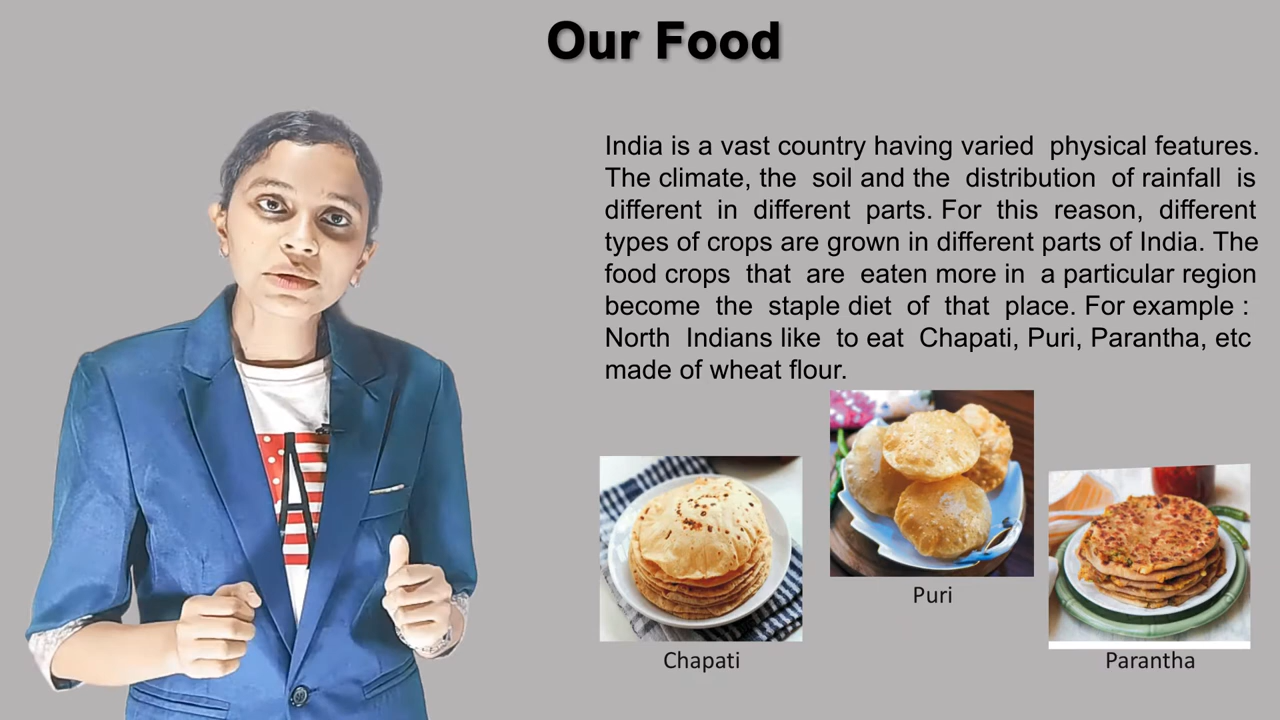 Our Food
India is a vast country having varied physical features.
The climate, the soil and the distribution of rainfall is
different in different parts. For this reason, different
types of crops are grown in different parts of India. The
food crops that are eaten more in a particular region
become the staple diet of that place. For example :
North Indians like to eat Chapati, Puri, Parantha, etc
made of wheat flour.
A
Puri
Chapati
Parantha